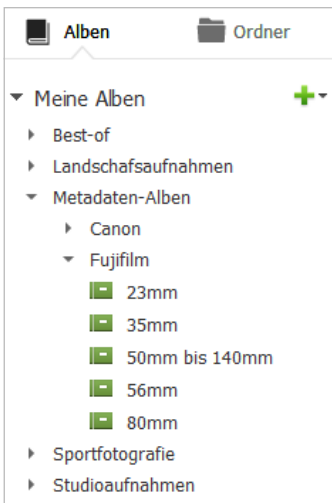 Alben Ordner
Meine Alben
Best-of
Landschafsaufnahmen
Metadaten-Alben
Canon
Fujifilm
23mm
35mm
50mm bis 140mm
56mm
80mm
Sportfotografie
Studioaufnahmen